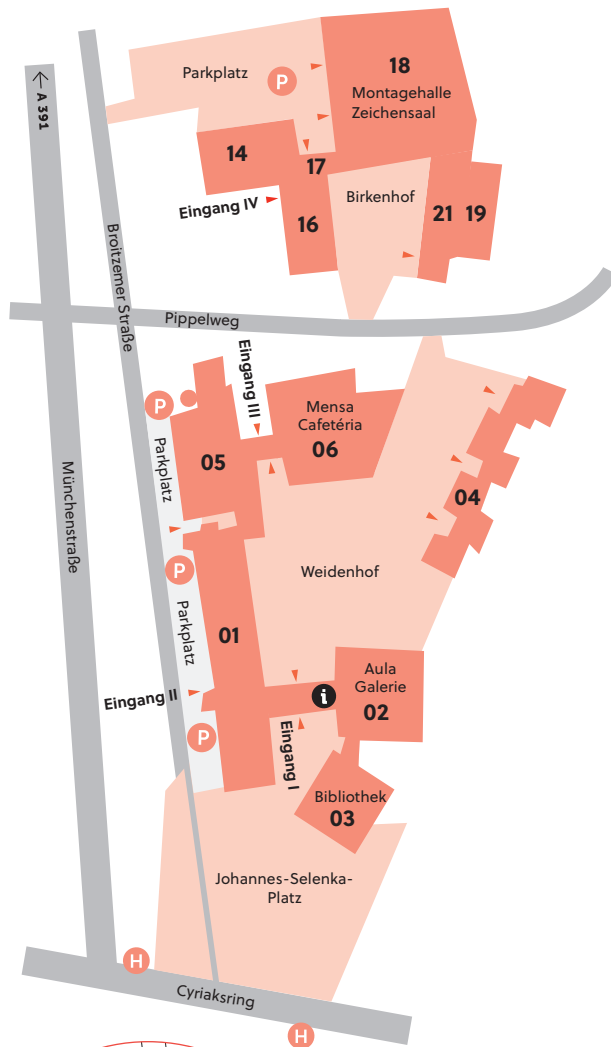 Parkplatz
P
18
Montagehalle
Zeichensaal
A 391
14
17
Birkenhof
21 19
Eingang IV
16
Broitzemer Straße
Pippelweg
Eingang III
P
Mensa
Cafetéria
06
Parkplatz
05
04
Münchenstraße
P
Weidenhof
Parkplatz
01
Aula
Galerie
02
Eingang II
i
P
Eingang I
Bibliothek
03
Johannes-Selenka-
Platz
H
Cyriaksring
H